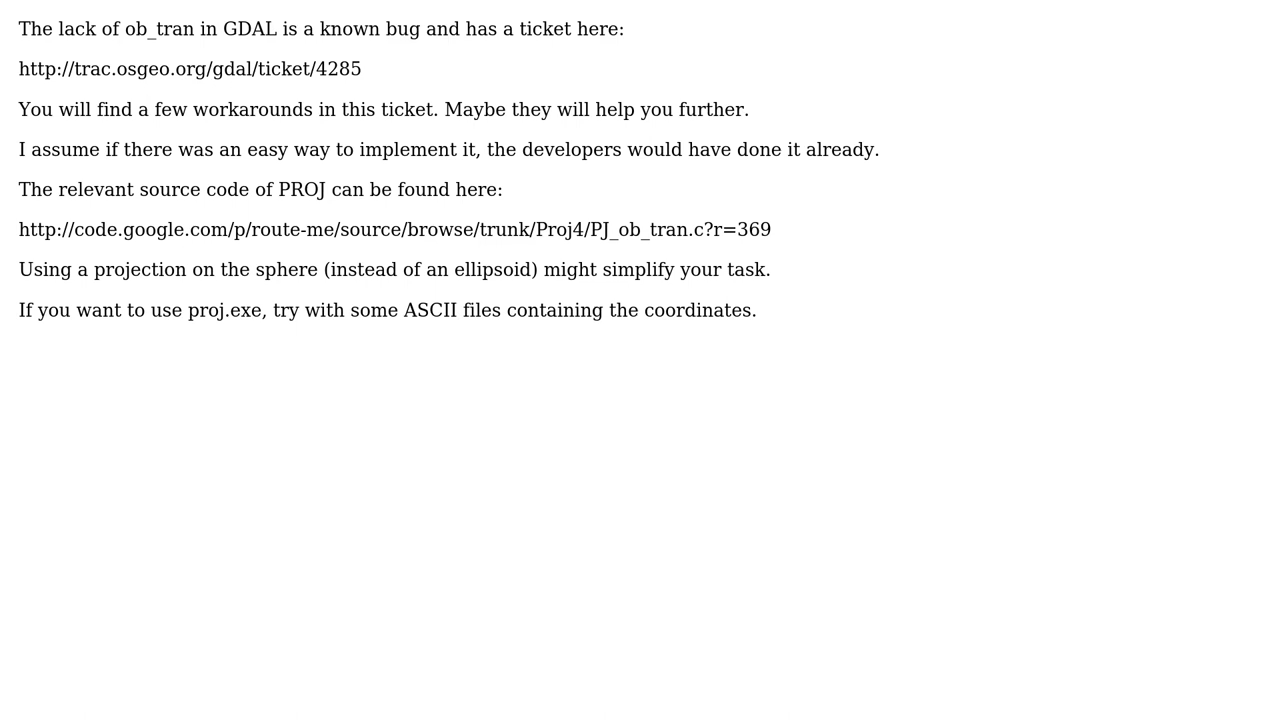 The lack of ob_tran in GDAL is a known bug and has a ticket here:
http://trac.osgeo.org/gdal/ticket/4285
You will find a few workarounds in this ticket. Maybe they will help you further.
I assume if there was an easy way to implement it, the developers would have done it already.
The relevant source code of PROJ can be found here:
http://code.google.com/p/route-me/source/browse/trunk/Proj4/PJ_ob_tran.c?r=369
Using a projection on the sphere (instead of an ellipsoid) might simplify your task.
If you want to use proj.exe, try with some ASCII files containing the coordinates.